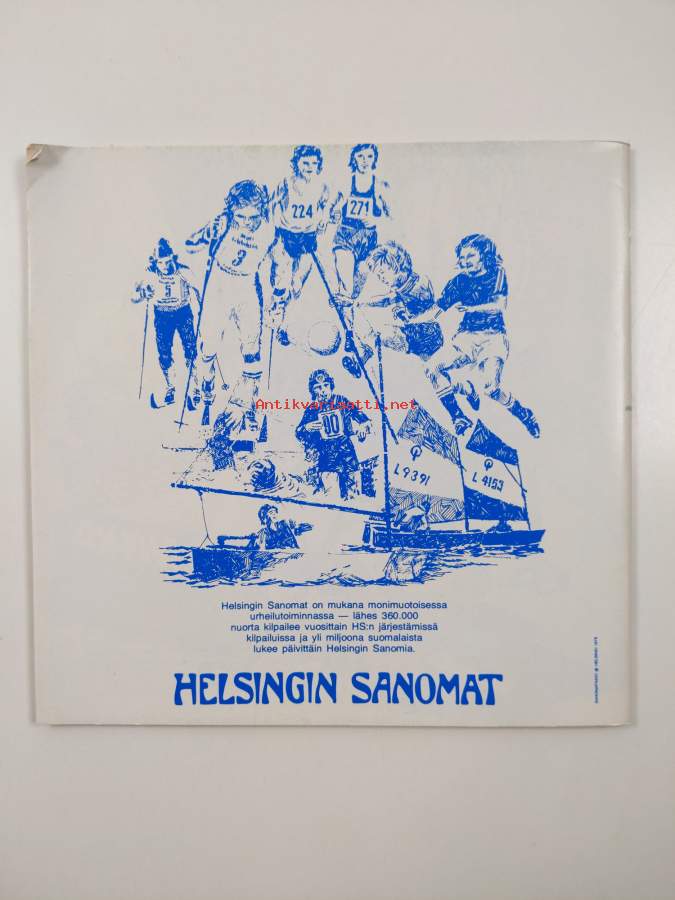 224
271
3
5
Antikvariaatti.net
90
L 9391
L 4153
Helsingin Sanomat on mukana monimuotoisessa
urheilutoiminnassa — lähes 360.000
nuorta kilpailee vuosittain HS:n järjestämissä
kilpailuissa ja yli miljoona suomalaista
lukee päivittäin Helsingin Sanomia.
HELSINGIN SANOMAT